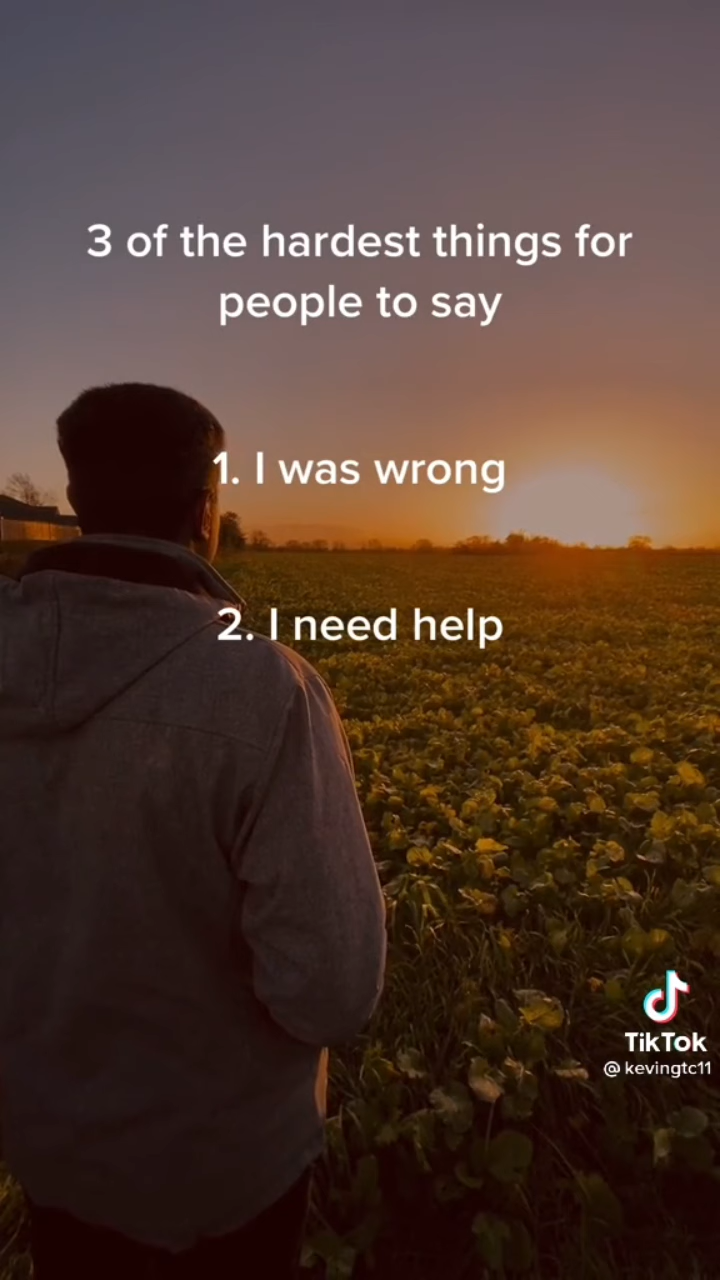 3 of the hardest things for
people to say
1. I was wrong
2. I need help
TikTok
@kevingtc11